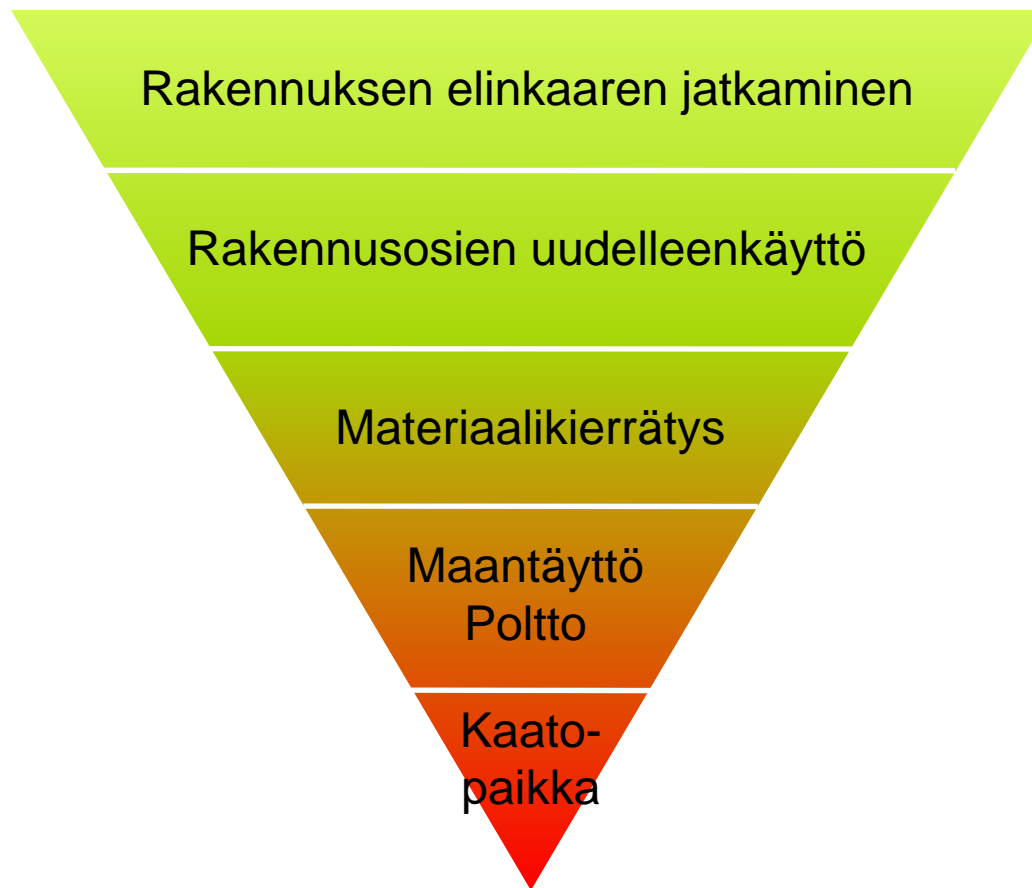 Rakennuksen elinkaaren jatkaminen
Rakennusosien uudelleenkäyttö
Materiaalikierrätys
Maantäyttö
Poltto
Kaato-
paikka